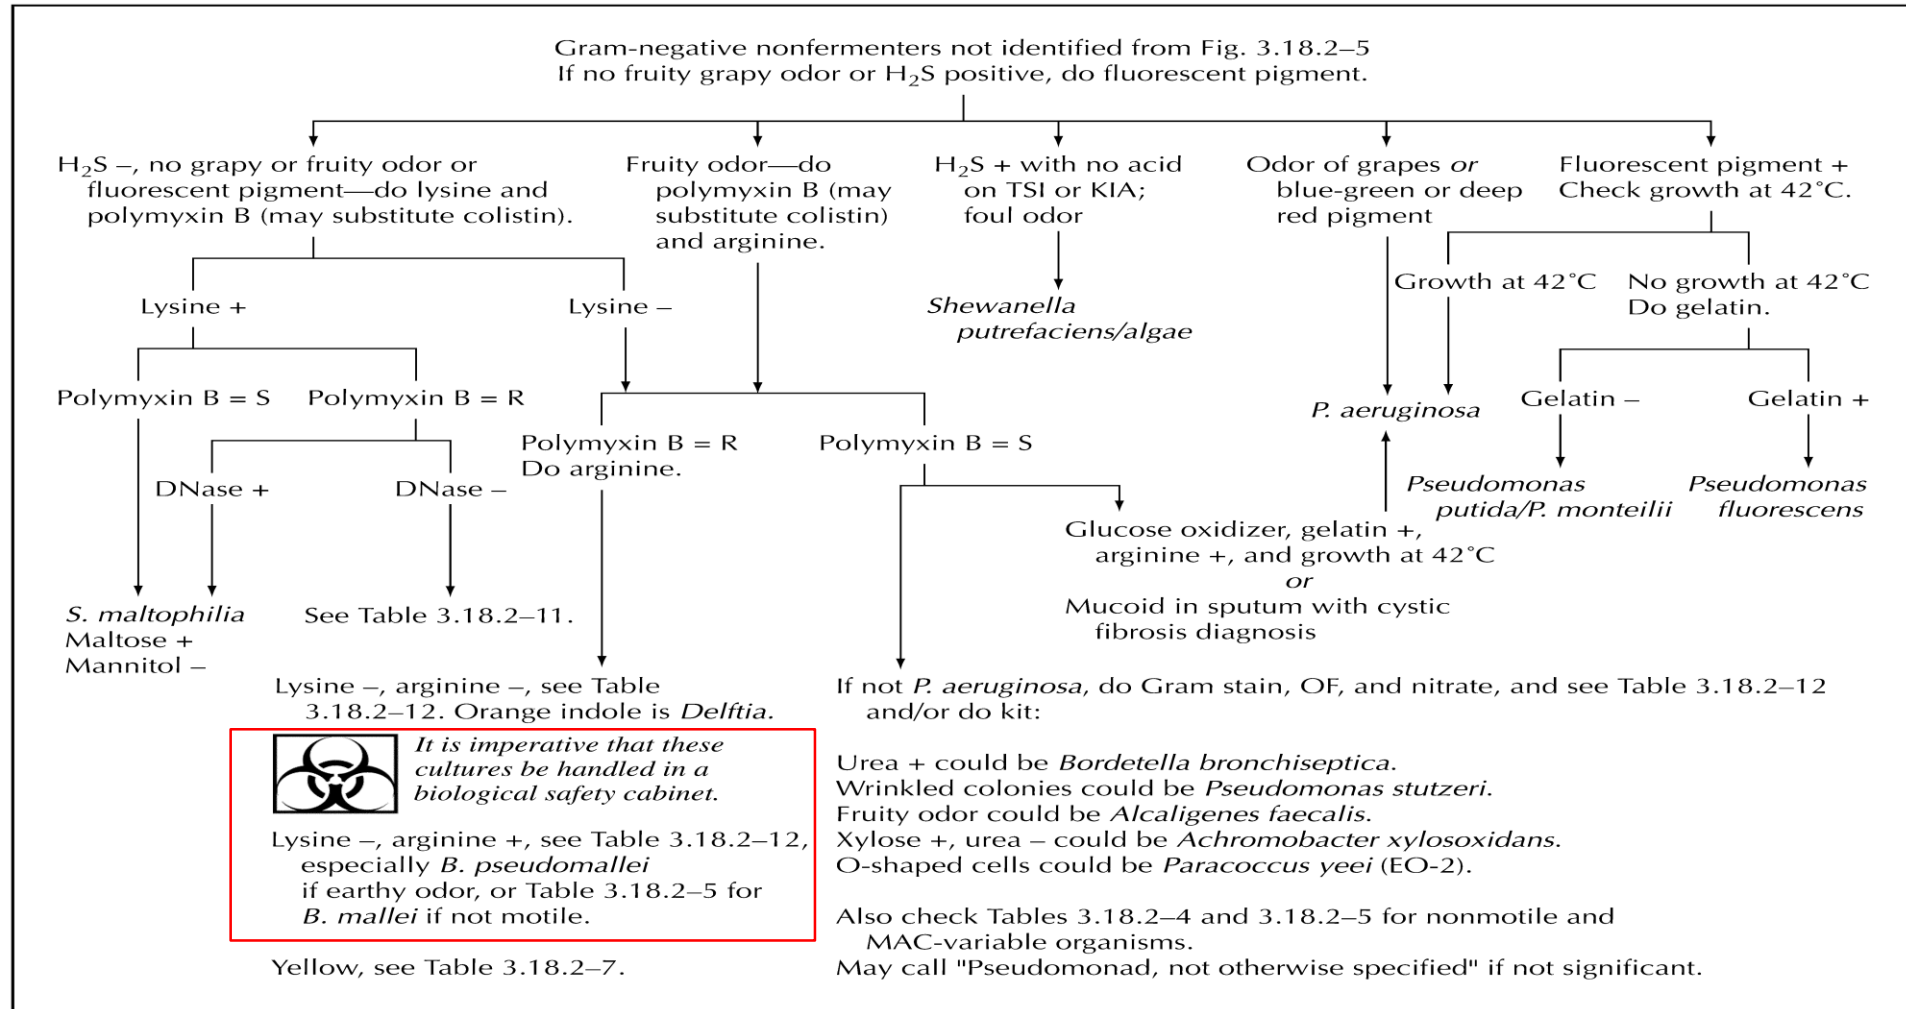 Gram-negative nonfermenters not identified from Fig. 3.18.2–5
If no fruity grapy odor or H₂S positive, do fluorescent pigment.
H₂S –, no grapy or fruity odor or
fluorescent pigment—do lysine and
polymyxin B (may substitute colistin).
Fruity odor—do
polymyxin B (may
substitute colistin)
and arginine.
H₂S + with no acid
on TSI or KIA;
foul odor
Odor of grapes or
blue-green or deep
red pigment
Fluorescent pigment +
Check growth at 42°C.
Lysine +
Lysine –
Shewanella
putrefaciens/algae
Growth at 42°C
No growth at 42°C
Do gelatin.
Polymyxin B = S
Polymyxin B = R
Polymyxin B = R
Do arginine.
Polymyxin B = S
P. aeruginosa
Gelatin –
Gelatin +
DNase +
DNase –
Pseudomonas
putida/P. monteilii
Pseudomonas
fluorescens
Glucose oxidizer, gelatin +,
arginine +, and growth at 42°C
or
Mucoid in sputum with cystic
fibrosis diagnosis
S. maltophilia
Maltose +
Mannitol –
See Table 3.18.2–11.
Lysine –, arginine –, see Table
3.18.2–12. Orange indole is Delftia.
It is imperative that these
cultures be handled in a
biological safety cabinet.
Lysine –, arginine +, see Table 3.18.2–12,
especially B. pseudomallei
if earthy odor, or Table 3.18.2–5 for
B. mallei if not motile.
Yellow, see Table 3.18.2–7.
If not P. aeruginosa, do Gram stain, OF, and nitrate, and see Table 3.18.2–12
and/or do kit:
Urea + could be Bordetella bronchiseptica.
Wrinkled colonies could be Pseudomonas stutzeri.
Fruity odor could be Alcaligenes faecalis.
Xylose +, urea – could be Achromobacter xylosoxidans.
O-shaped cells could be Paracoccus yeei (EO-2).
Also check Tables 3.18.2–4 and 3.18.2–5 for nonmotile and
MAC-variable organisms.
May call "Pseudomonad, not otherwise specified" if not significant.